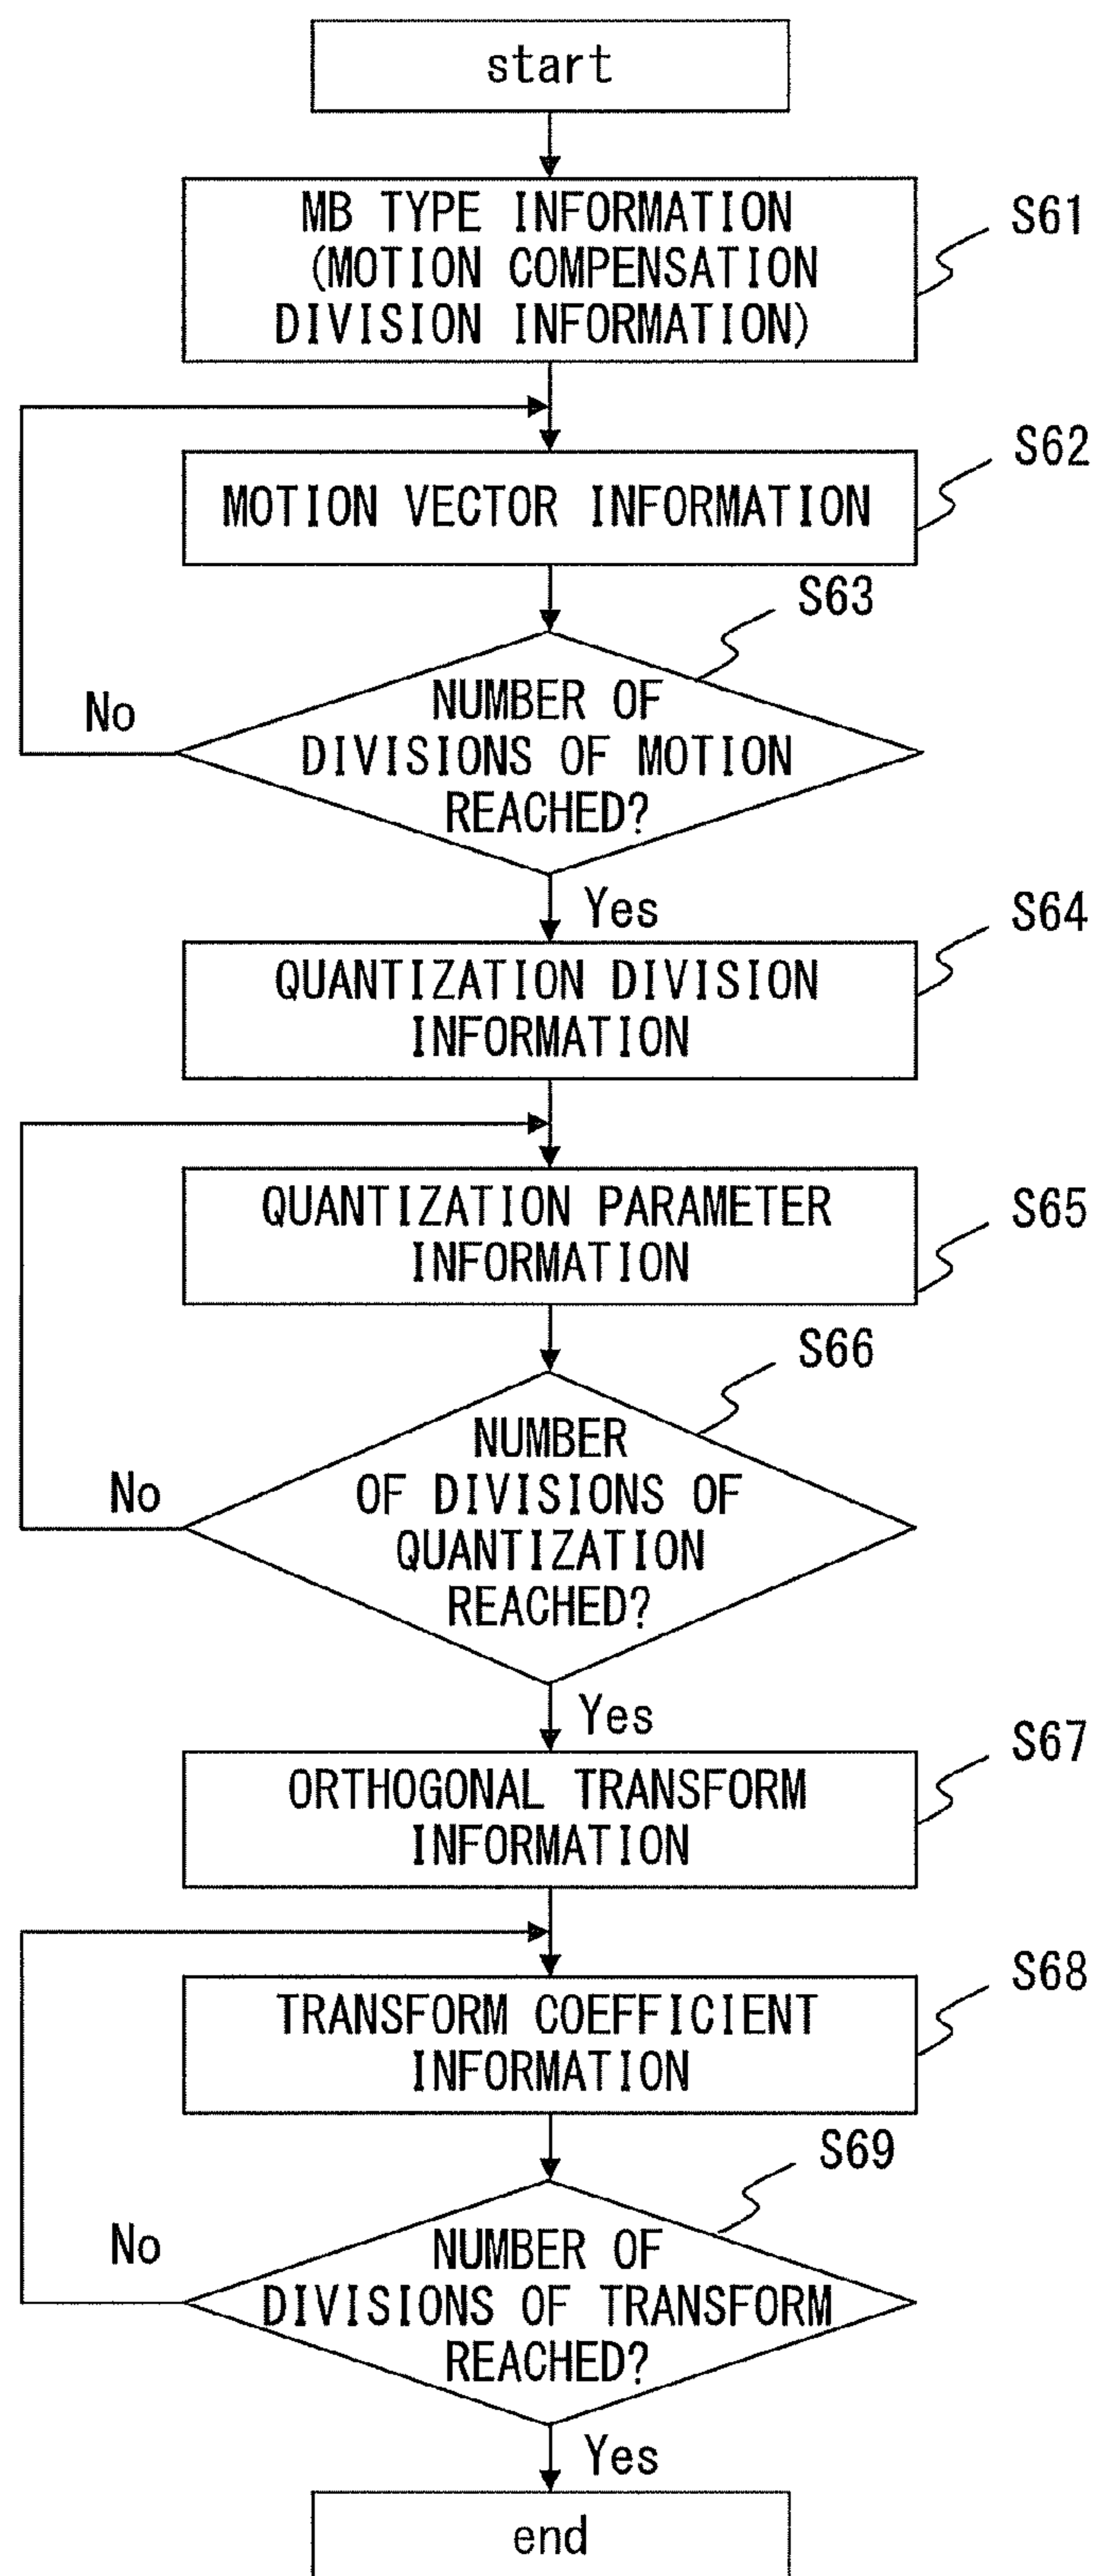 start
MB TYPE INFORMATION
(MOTION COMPENSATION
DIVISION INFORMATION)
S61
MOTION VECTOR INFORMATION
S62
S63
NUMBER OF
DIVISIONS OF MOTION
REACHED?
No
Yes
QUANTIZATION DIVISION
INFORMATION
S64
QUANTIZATION PARAMETER
INFORMATION
S65
S66
NUMBER
OF DIVISIONS OF
QUANTIZATION
REACHED?
No
Yes
ORTHOGONAL TRANSFORM
INFORMATION
S67
TRANSFORM COEFFICIENT
INFORMATION
S68
S69
NUMBER OF
DIVISIONS OF TRANSFORM
REACHED?
No
Yes
end